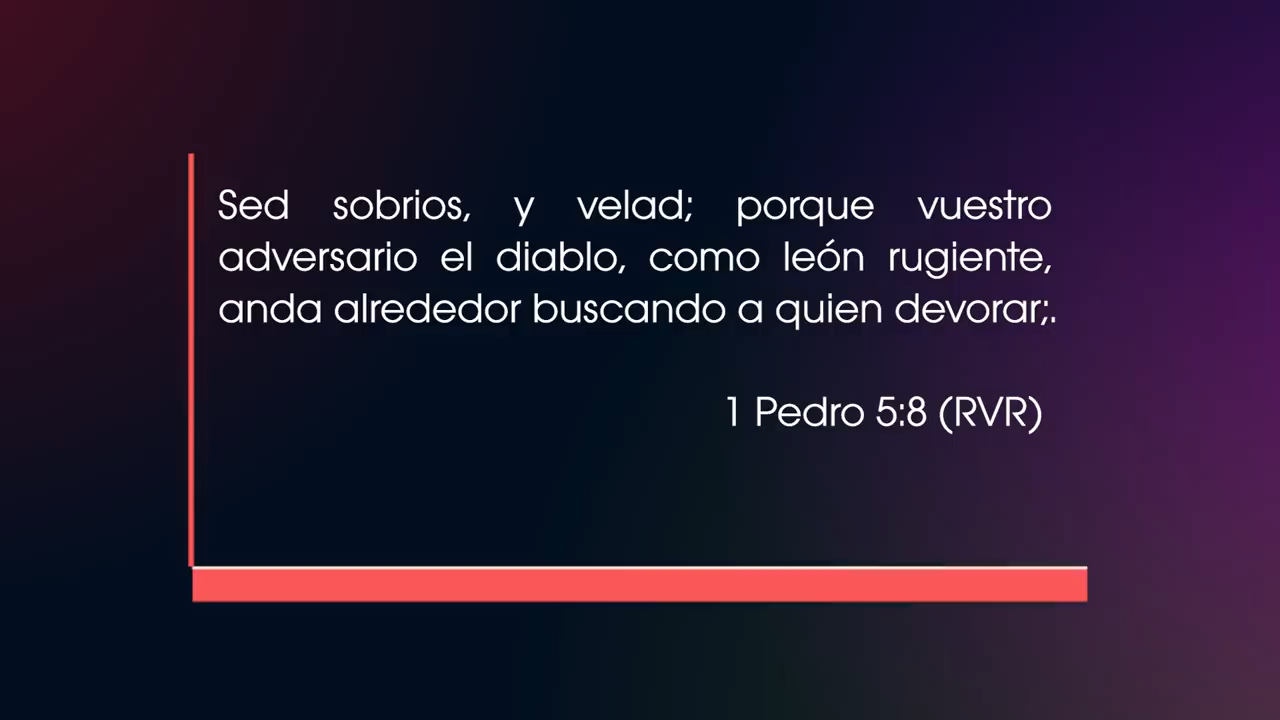 Sed sobrios, y velad; porque vuestro
adversario el diablo, como león rugiente,
anda alrededor buscando a quien devorar;.
1 Pedro 5:8 (RVR)